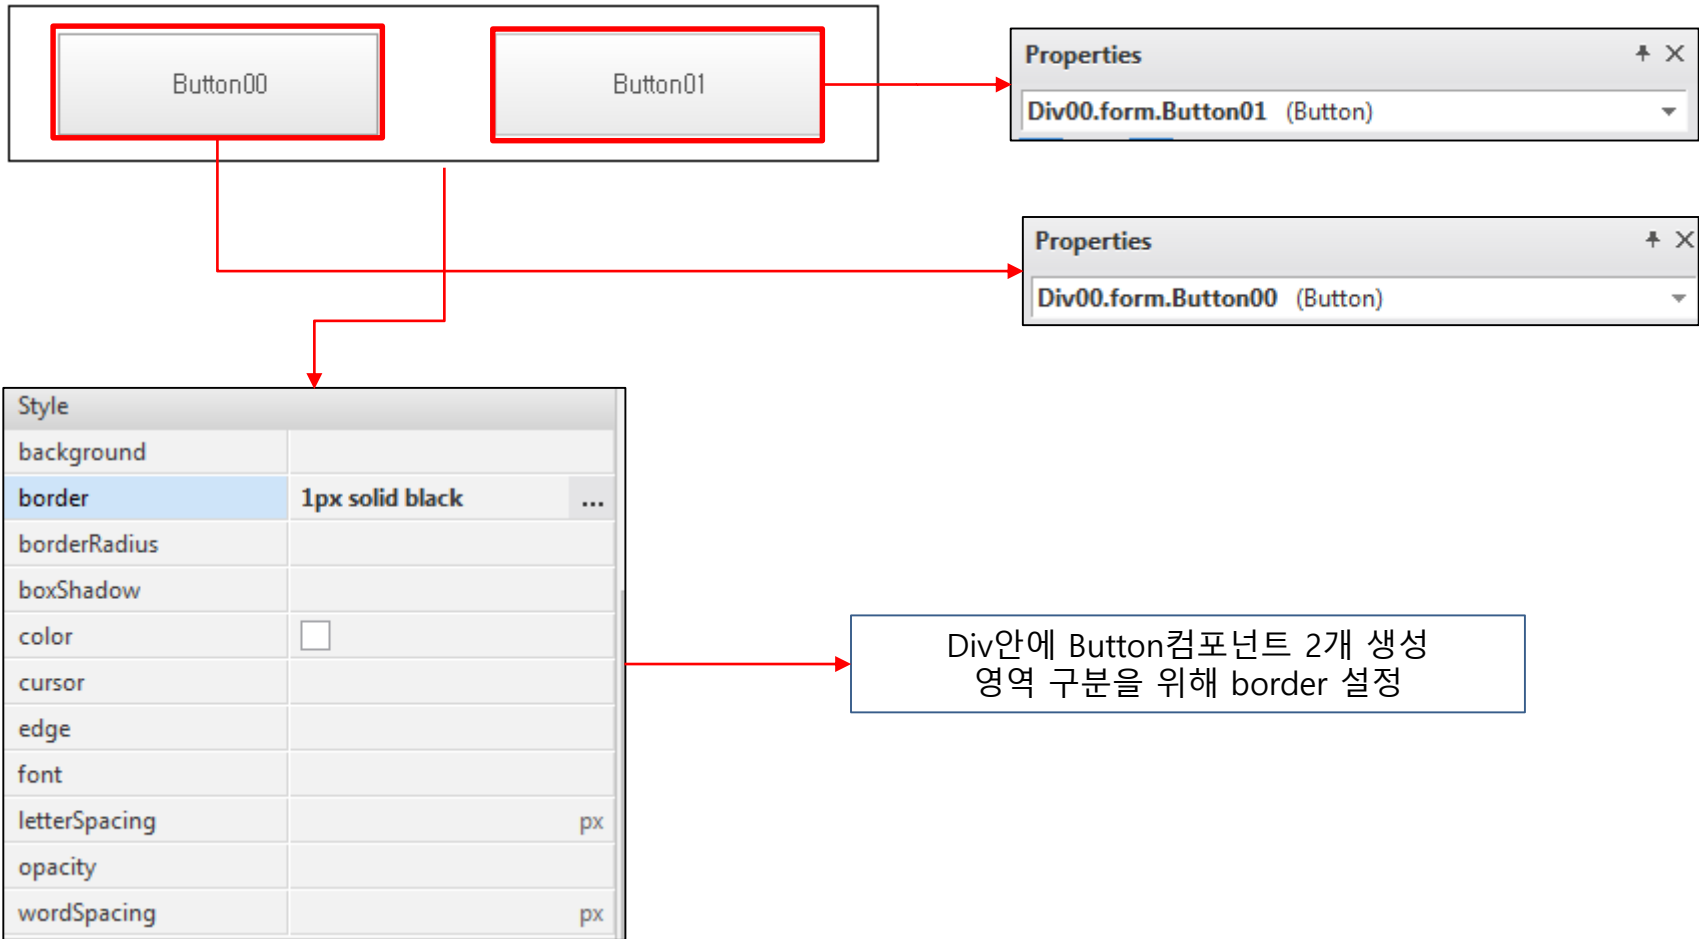 Button00
Button01
Properties
Div00.form.Button01 (Button)
Properties
Div00.form.Button00 (Button)
Style
background
border 1px solid black ...
borderRadius
boxShadow
color
cursor
edge
font
letterSpacing px
opacity
wordSpacing px
Div안에 Button컴포넌트 2개 생성
영역 구분을 위해 border 설정